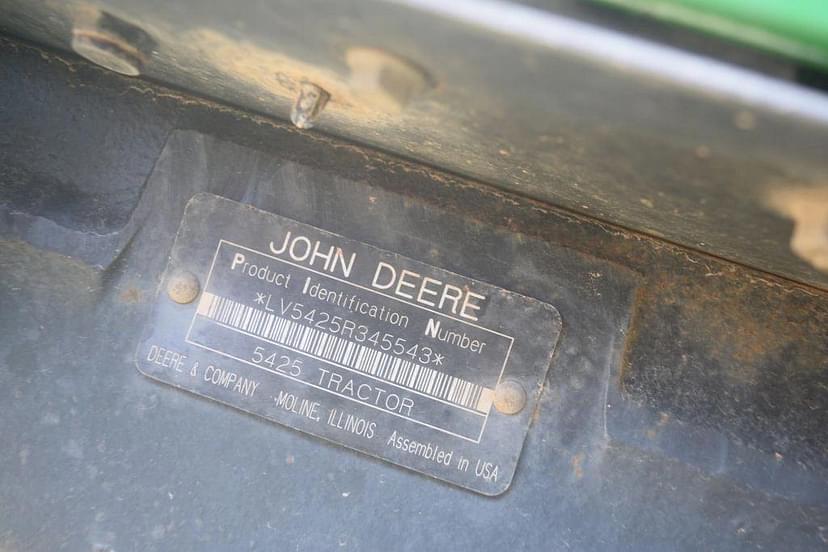 JOHN DEERE
Product Identification Number
*LV5425R345543*
5425 TRACTOR
DEERE & COMPANY MOLINE, ILLINOIS Assembled in USA